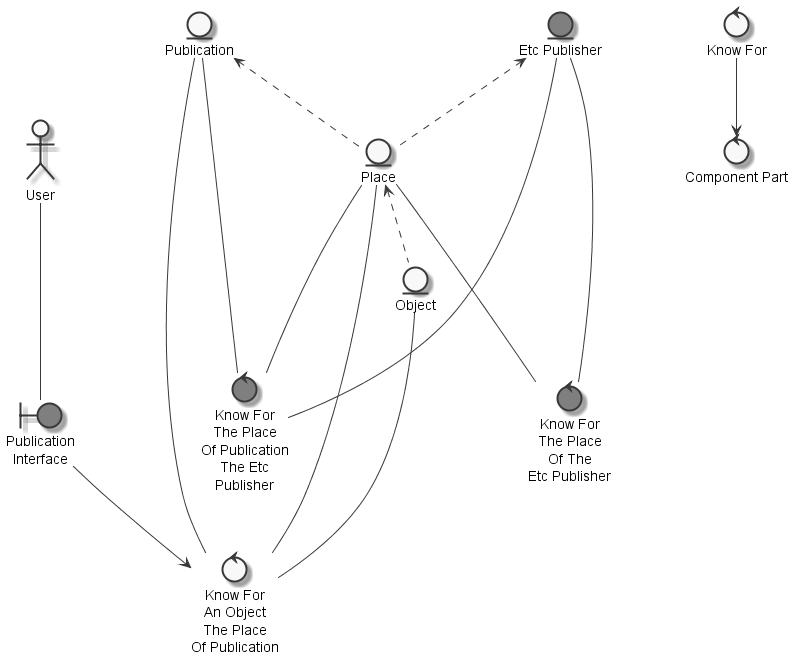 Publication
Etc Publisher
Know For
Place
Component Part
User
Object
Publication
Interface
Know For
The Place
Of Publication
The Etc
Publisher
Know For
The Place
Of The
Etc Publisher
Know For
An Object
The Place
Of Publication